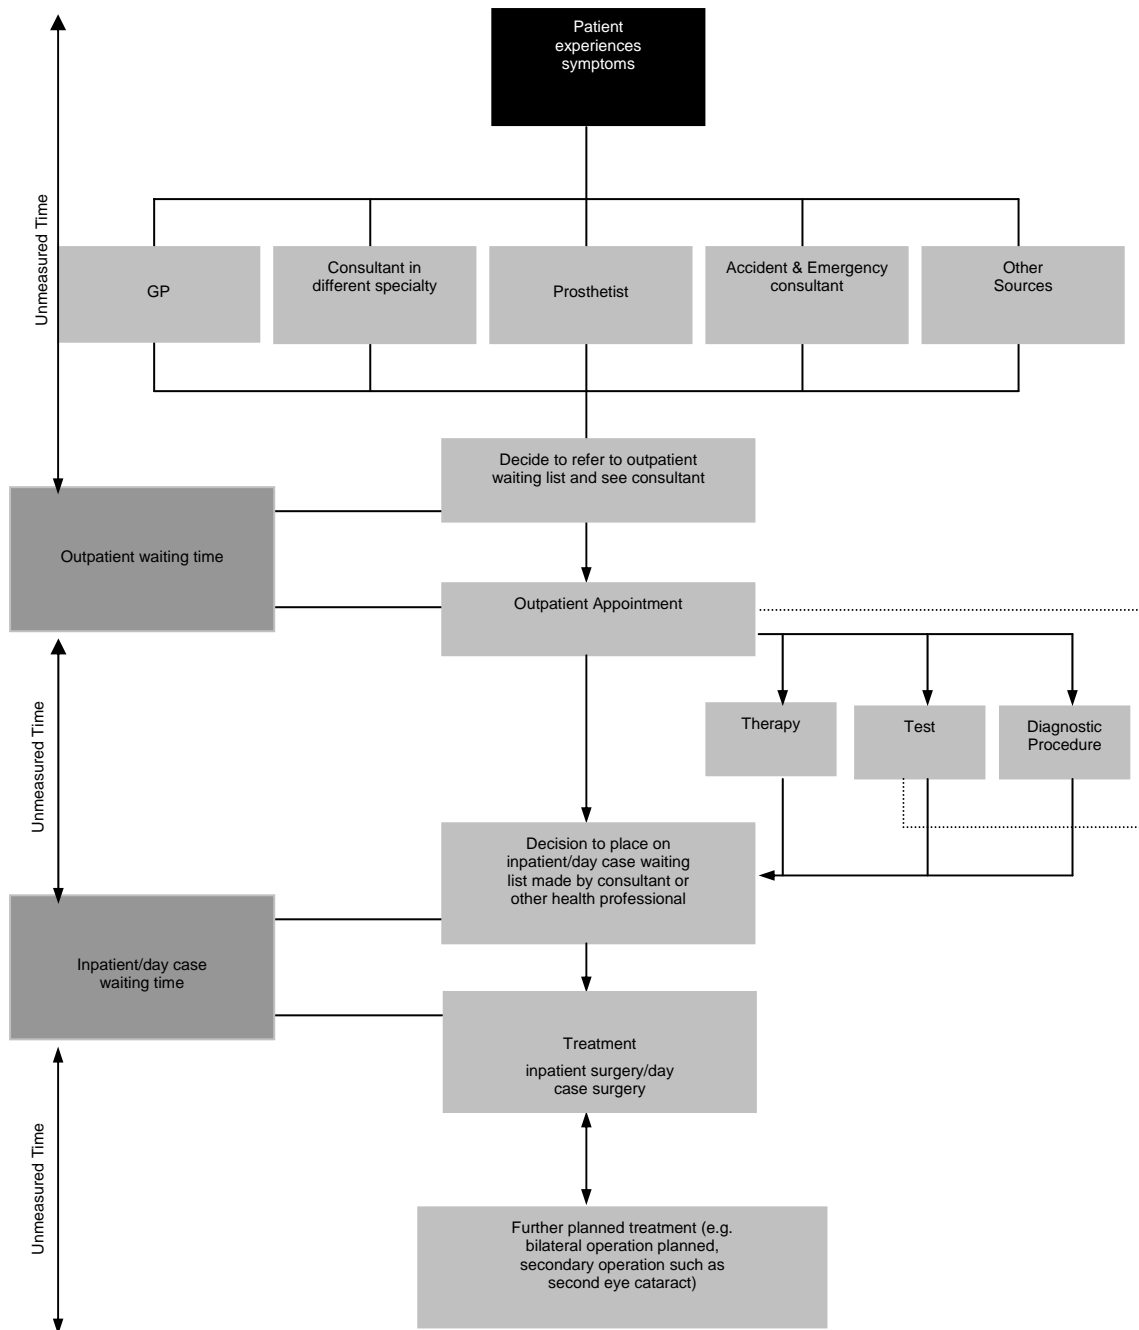 Patient
experiences
symptoms
Unmeasured Time
GP
Consultant in
different specialty
Prosthetist
Accident & Emergency
consultant
Other
Sources
Decide to refer to outpatient
waiting list and see consultant
Outpatient waiting time
Outpatient Appointment
Unmeasured Time
Therapy
Test
Diagnostic
Procedure
Decision to place on
inpatient/day case waiting
list made by consultant or
other health professional
Inpatient/day case
waiting time
Treatment
inpatient surgery/day
case surgery
Unmeasured Time
Further planned treatment (e.g.
bilateral operation planned,
secondary operation such as
second eye cataract)